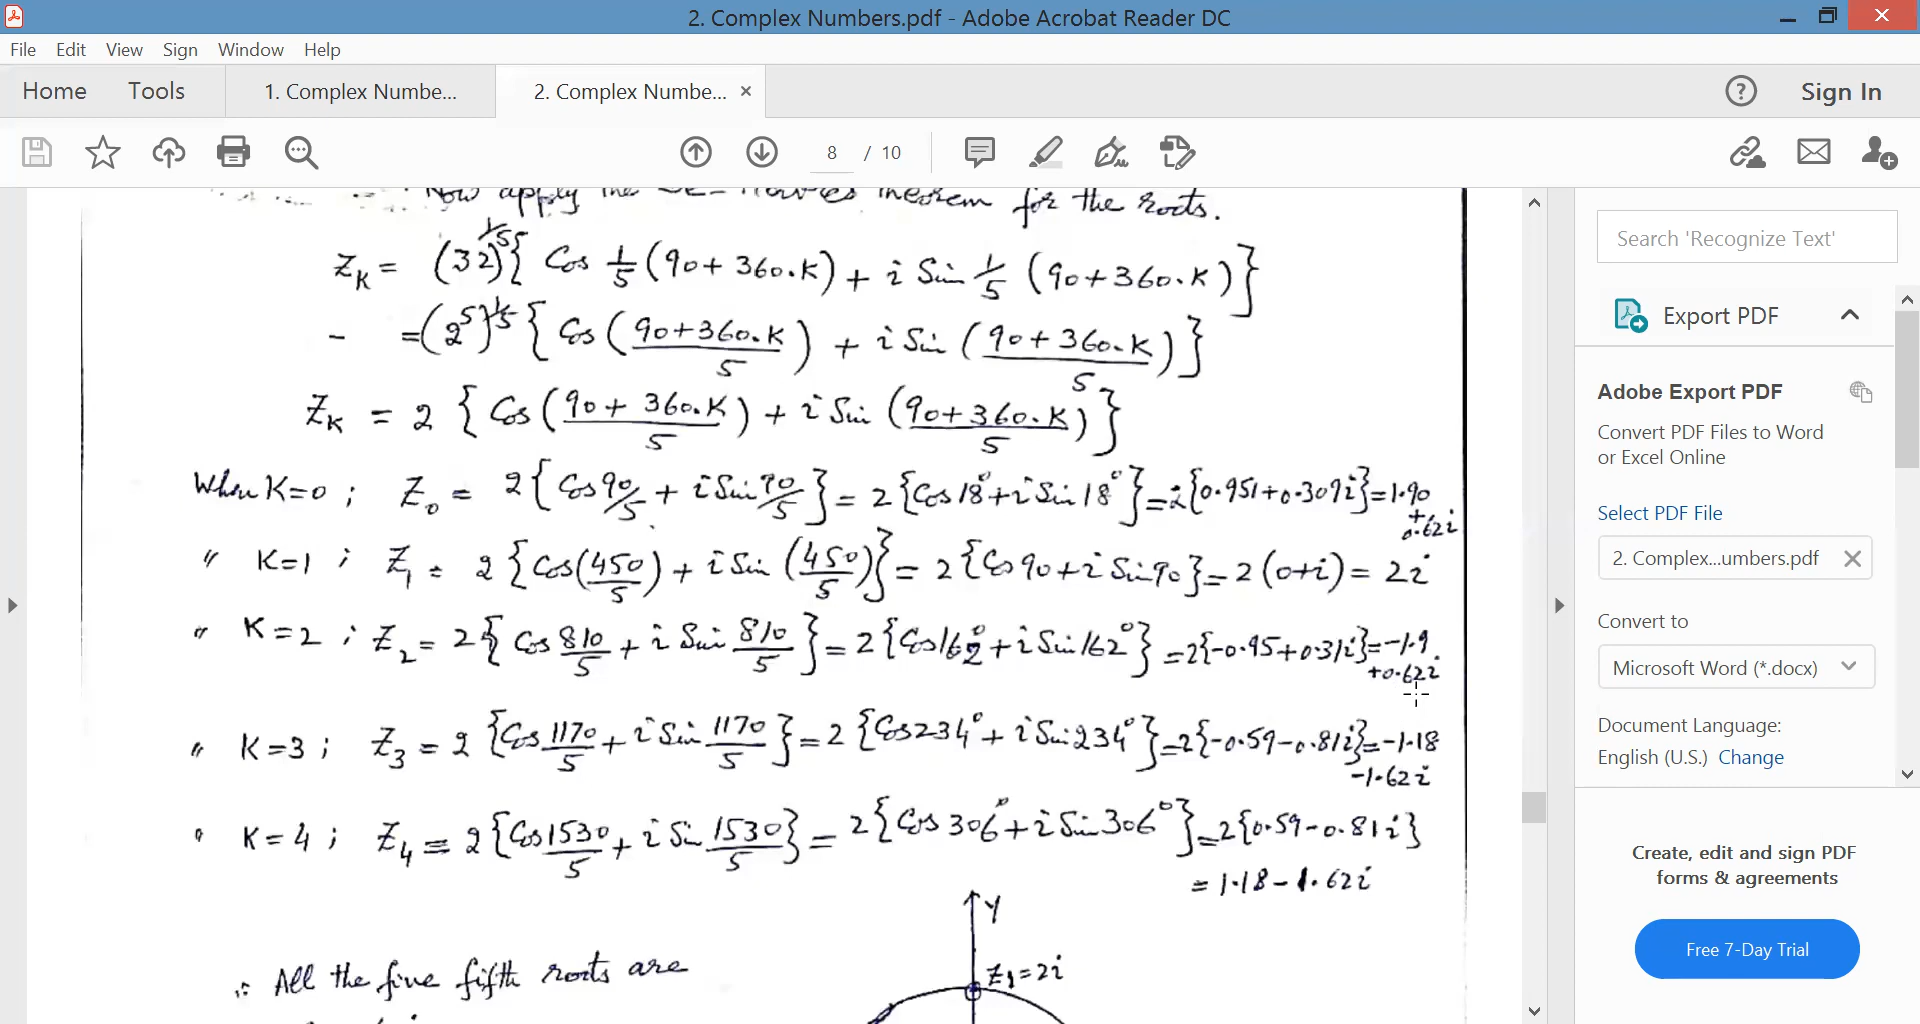 2. Complex Numbers.pdf - Adobe Acrobat Reader DC
File Edit View Sign Window Help
Home Tools 1. Complex Numbe... 2. Complex Numbe... × ? Sign In
8 / 10
Now apply the De-Moivres theorem for the roots.
Z_K = (32)^{1/5} { Cos 1/5 (90 + 360.K) + i Sin 1/5 (90+360.K) }
- = (2^5)^{1/5} { Cos ( (90+360.K)/5 ) + i Sin ( (90+360.K)/5 ) }
Z_K = 2 { Cos ( (90+360.K)/5 ) + i Sin ( (90+360.K)/5 ) }
When K=0 ; Z_0 = 2 { Cos 90/5 + i Sin 90/5 } = 2 {Cos 18° + i Sin 18°} = 2{0.951+0.309i} = 1.90 + 0.62i
" K=1 ; Z_1 = 2 { Cos(450/5) + i Sin (450/5) } = 2 {Cos 90 + i Sin 90} = 2(0+i) = 2i
" K=2 ; Z_2 = 2 { Cos 810/5 + i Sin 810/5 } = 2 {Cos 162° + i Sin 162°} = 2{-0.95+0.31i} = -1.9 +0.62i
" K=3 ; Z_3 = 2 { Cos 1170/5 + i Sin 1170/5 } = 2 {Cos 234° + i Sin 234°} = 2{-0.59-0.81i} = -1.18 -1.62i
" K=4 ; Z_4 = 2 {Cos 1530/5 + i Sin 1530/5} = 2 {Cos 306° + i Sin 306°} = 2{0.59-0.81i}
= 1.18 - 1.62i
Y
∴ All the five fifth roots are
Z_1=2i
Search 'Recognize Text'
Export PDF
Adobe Export PDF
Convert PDF Files to Word
or Excel Online
Select PDF File
2. Complex...umbers.pdf
Convert to
Microsoft Word (*.docx)
Document Language:
English (U.S.) Change
Create, edit and sign PDF
forms & agreements
Free 7-Day Trial